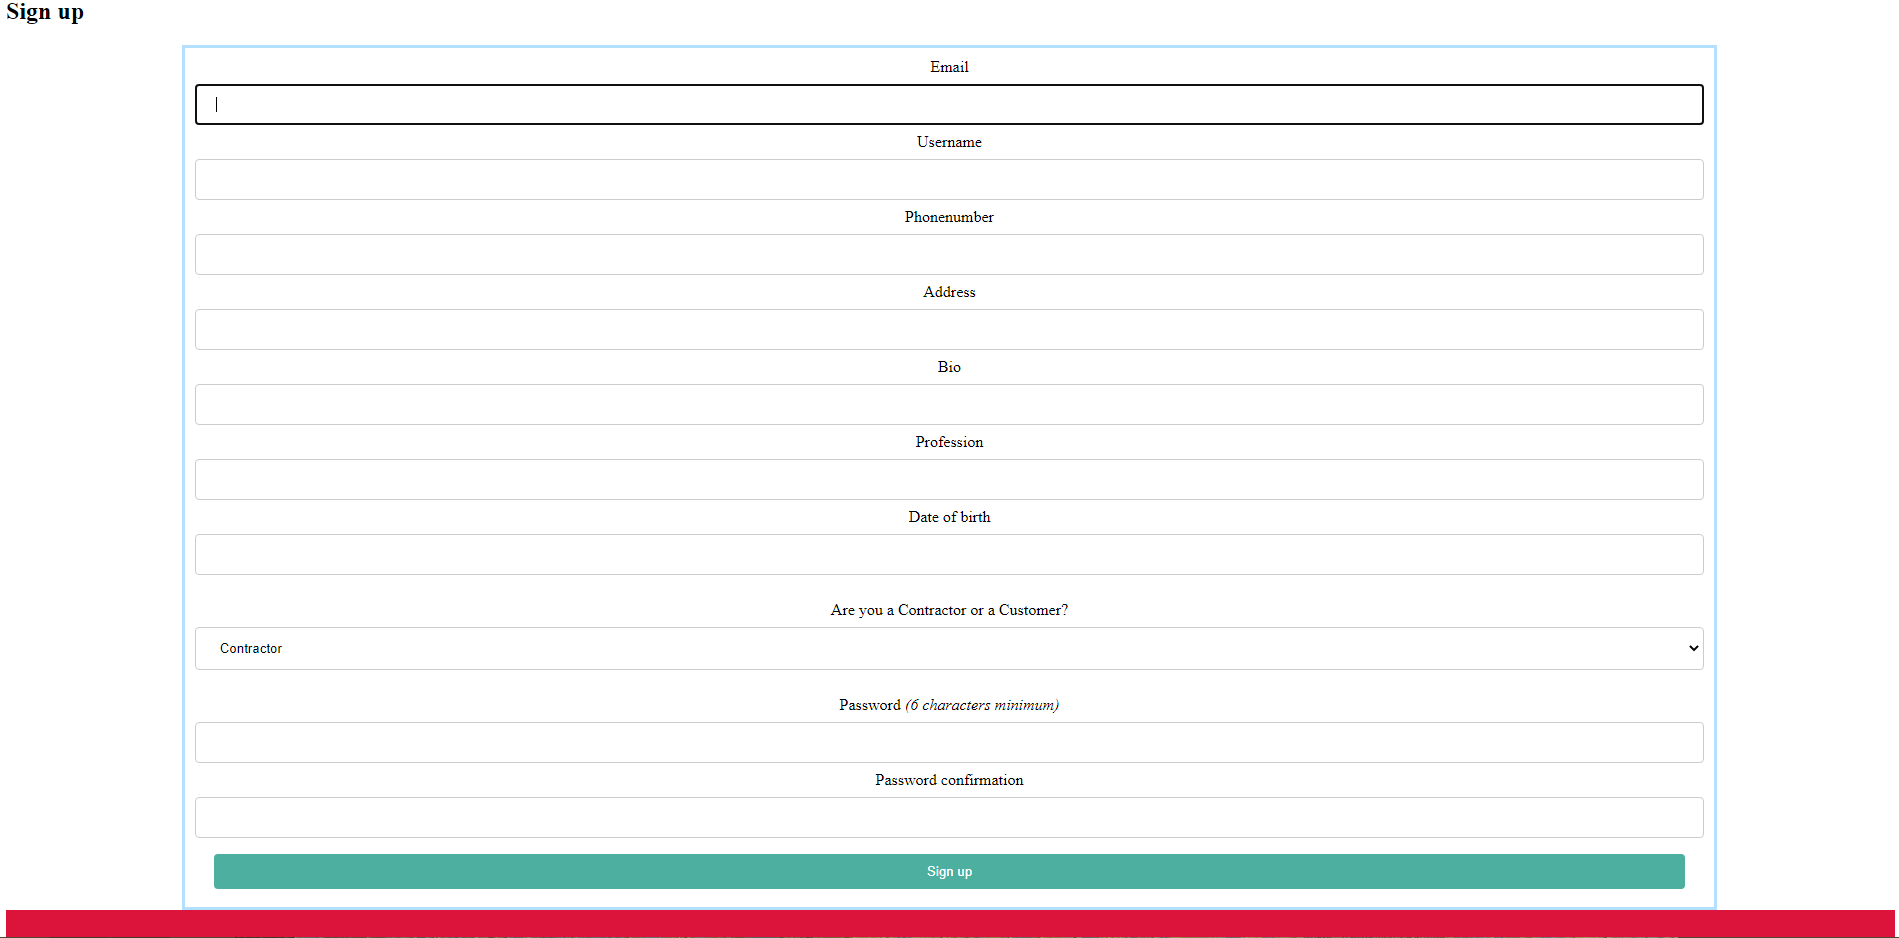 Sign up
Email
Username
Phonenumber
Address
Bio
Profession
Date of birth
Are you a Contractor or a Customer?
Contractor
Password (6 characters minimum)
Password confirmation
Sign up